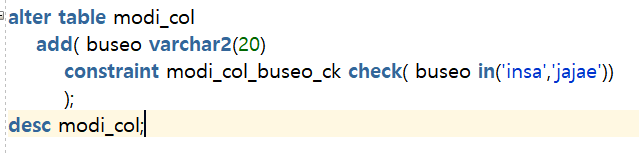 alter table modi_col
add( buseo varchar2(20)
constraint modi_col_buseo_ck check( buseo in('insa','jajae'))
);
desc modi_col;